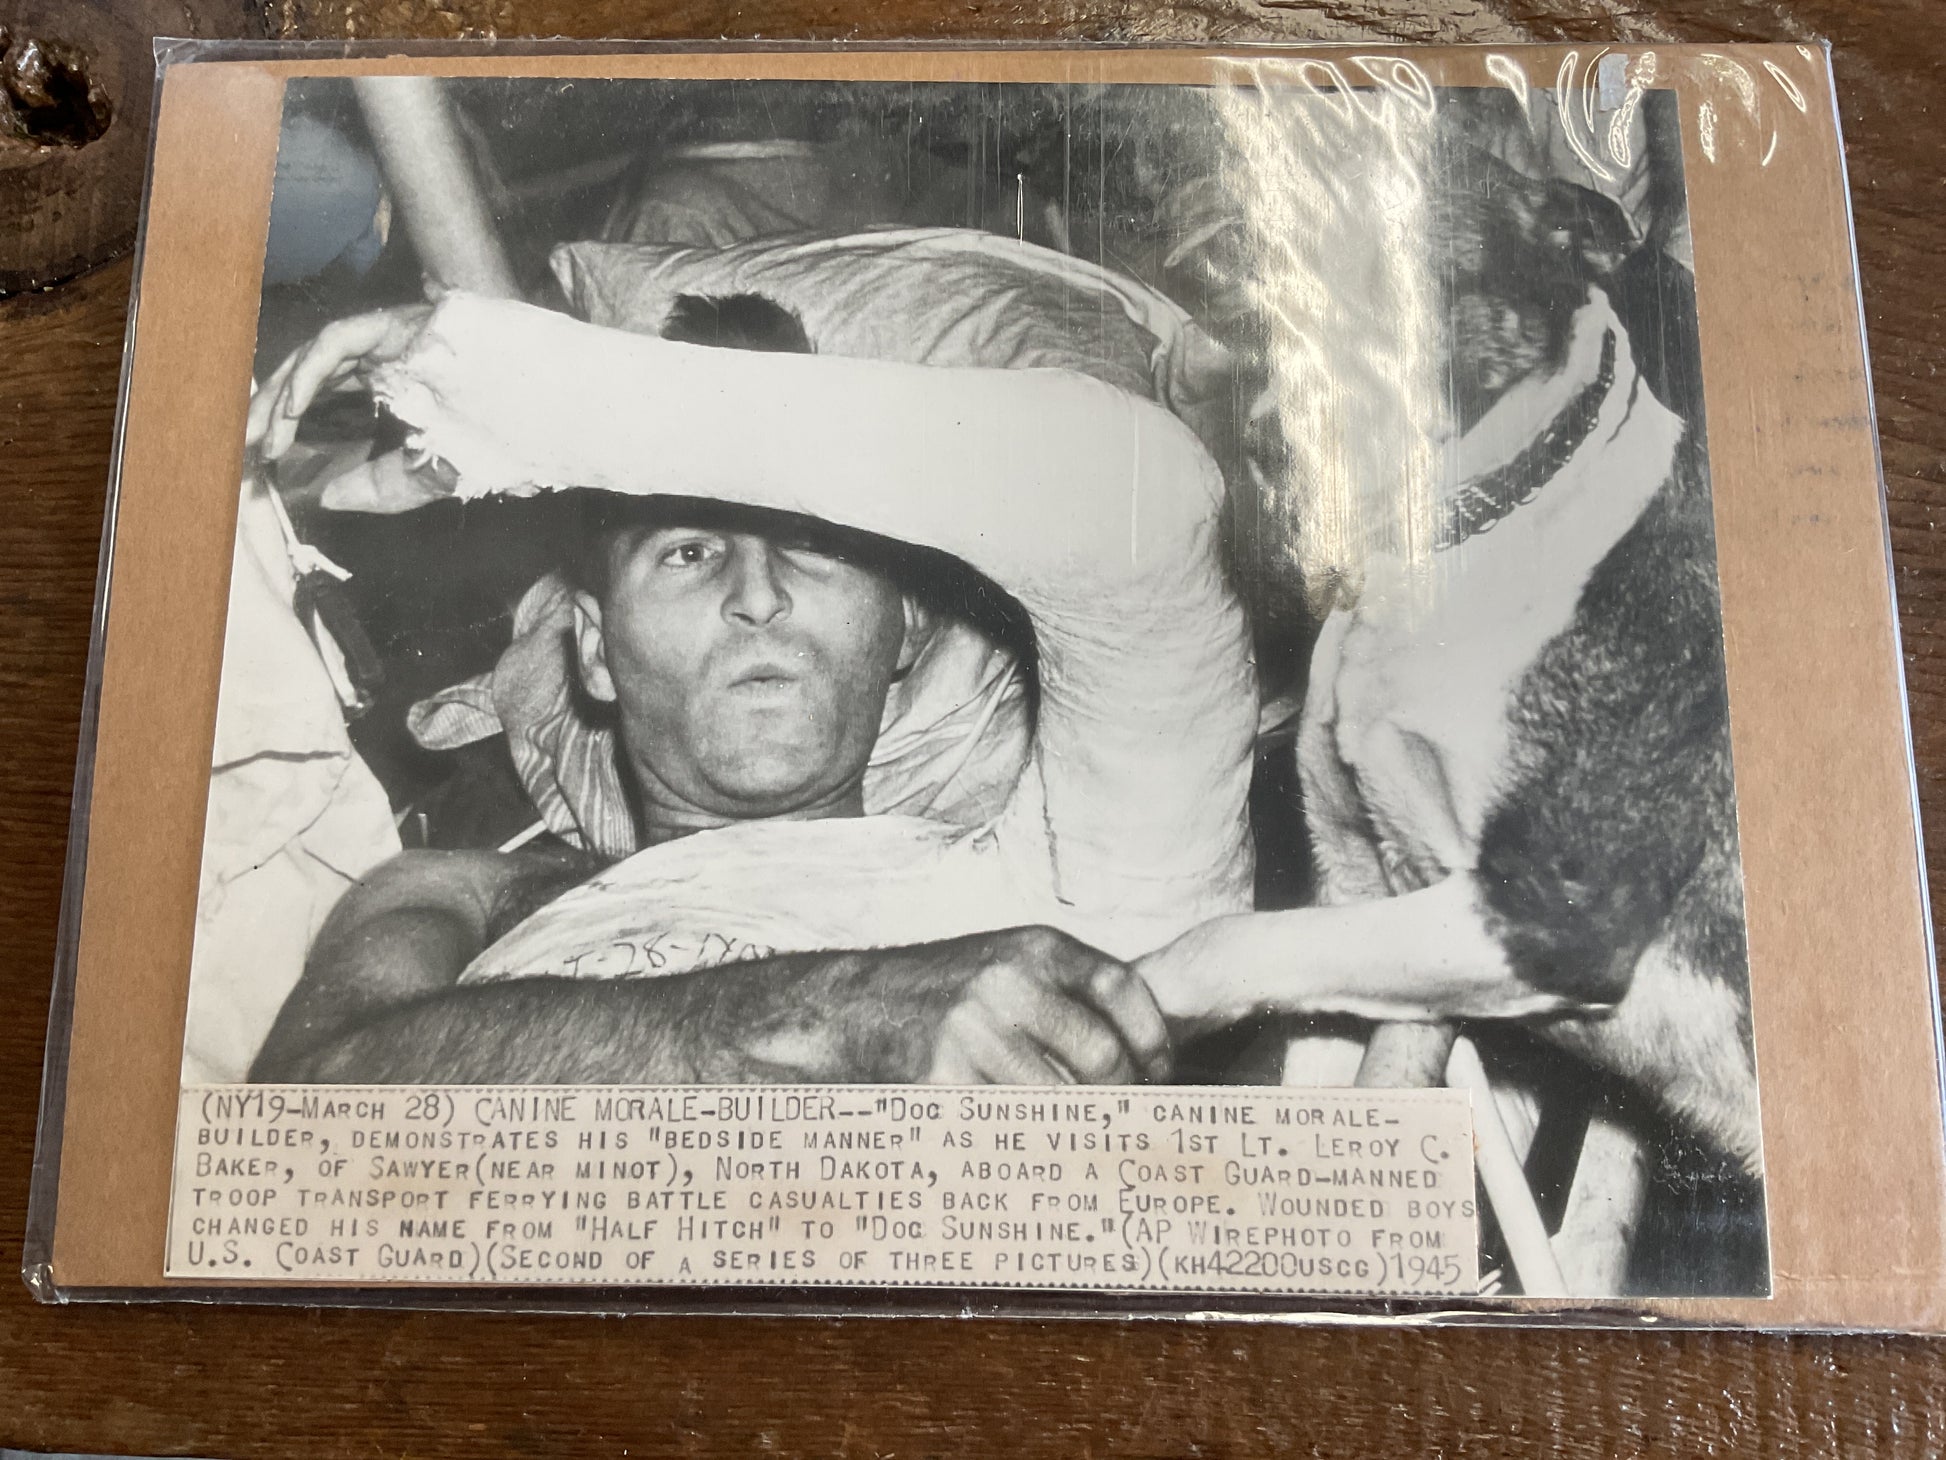 T-28-
(NY19-MARCH 28) CANINE MORALE-BUILDER--"DOC SUNSHINE," CANINE MORALE-
BUILDER, DEMONSTRATES HIS "BEDSIDE MANNER" AS HE VISITS 1ST LT. LEROY C.
BAKER, OF SAWYER(NEAR MINOT), NORTH DAKOTA, ABOARD A COAST GUARD-MANNED
TROOP TRANSPORT FERRYING BATTLE CASUALTIES BACK FROM EUROPE. WOUNDED BOYS
CHANGED HIS NAME FROM "HALF HITCH" TO "DOC SUNSHINE."(AP WIREPHOTO FROM
U.S. COAST GUARD)(SECOND OF A SERIES OF THREE PICTURES)(KH42200USCG)1945